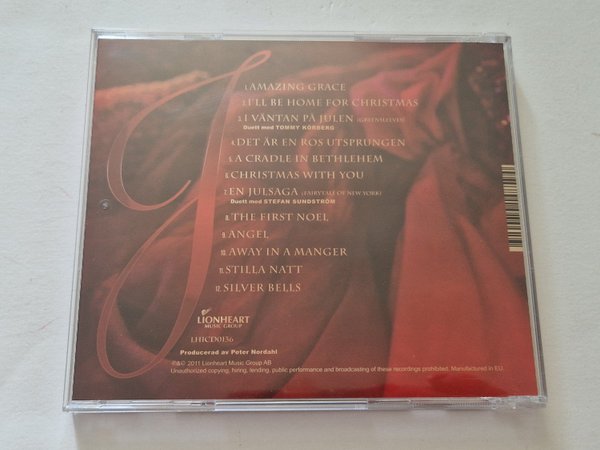 J
1. AMAZING GRACE
2. I'LL BE HOME FOR CHRISTMAS
3. I VÄNTAN PÅ JULEN (GREENSLEEVES)
Duett med TOMMY KÖRBERG
4. DET ÄR EN ROS UTSPRUNGEN
5. A CRADLE IN BETHLEHEM
6. CHRISTMAS WITH YOU
7. EN JULSAGA (FAIRYTALE OF NEW YORK)
Duett med STEFAN SUNDSTRÖM
8. THE FIRST NOEL
9. ANGEL
10. AWAY IN A MANGER
11. STILLA NATT
12. SILVER BELLS
LIONHEART
MUSIC GROUP
LHICD0136
Producerad av Peter Nordahl
℗&© 2011 Lionheart Music Group AB
Unauthorized copying, hiring, lending, public performance and broadcasting of these recordings prohibited. Manufactured in EU.